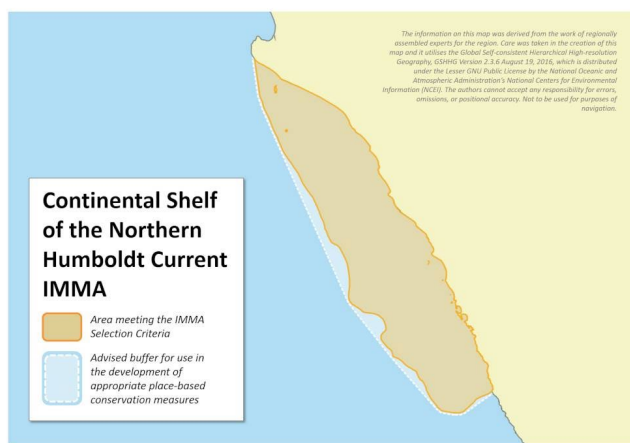 The information on this map was derived from the work of regionally
assembled experts for the region. Care was taken in the creation of this
map and it utilises the Global Self-consistent Hierarchical High-resolution
Geography, GSHHG Version 2.3.6 August 19, 2016, which is distributed
under the Lesser GNU Public License by the National Oceanic and
Atmospheric Administration's National Centers for Environmental
Information (NCEI). The authors cannot accept any responsibility for errors,
omissions, or positional accuracy. Not to be used for purposes of
navigation.
Continental Shelf
of the Northern
Humboldt Current
IMMA
Area meeting the IMMA
Selection Criteria
Advised buffer for use in
the development of
appropriate place-based
conservation measures